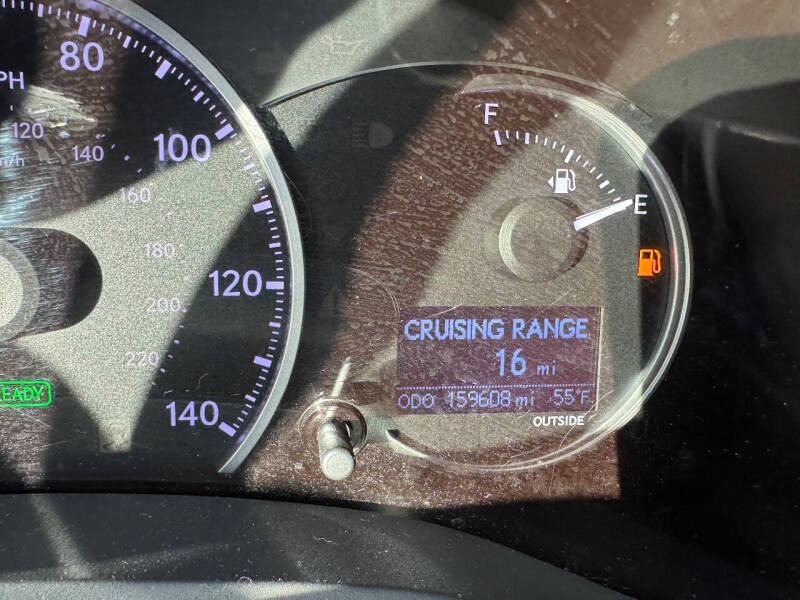 80
PH
120
km/h
140
100
160
180
120
200
220
140
READY
F
E
CRUISING RANGE
16 mi
ODO 159608 mi 55°F
OUTSIDE